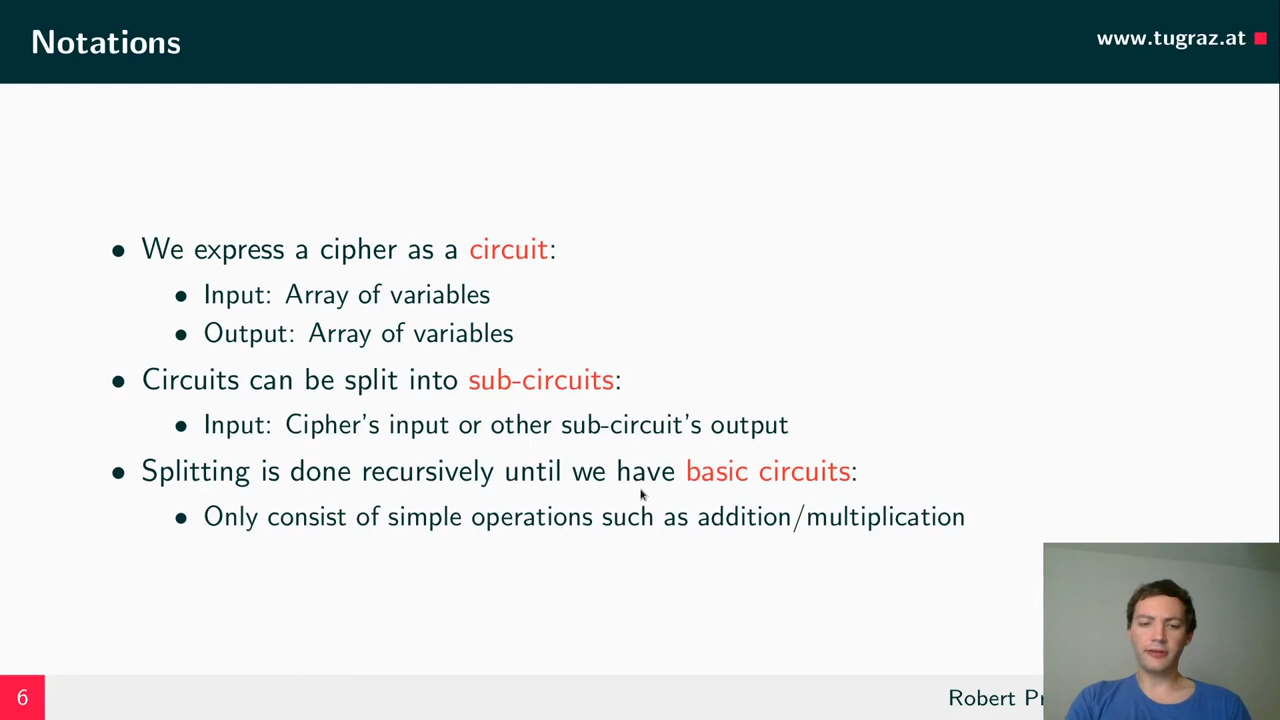 Notations
www.tugraz.at
• We express a cipher as a circuit:
• Input: Array of variables
• Output: Array of variables
• Circuits can be split into sub-circuits:
• Input: Cipher's input or other sub-circuit's output
• Splitting is done recursively until we have basic circuits:
• Only consist of simple operations such as addition/multiplication
6
Robert